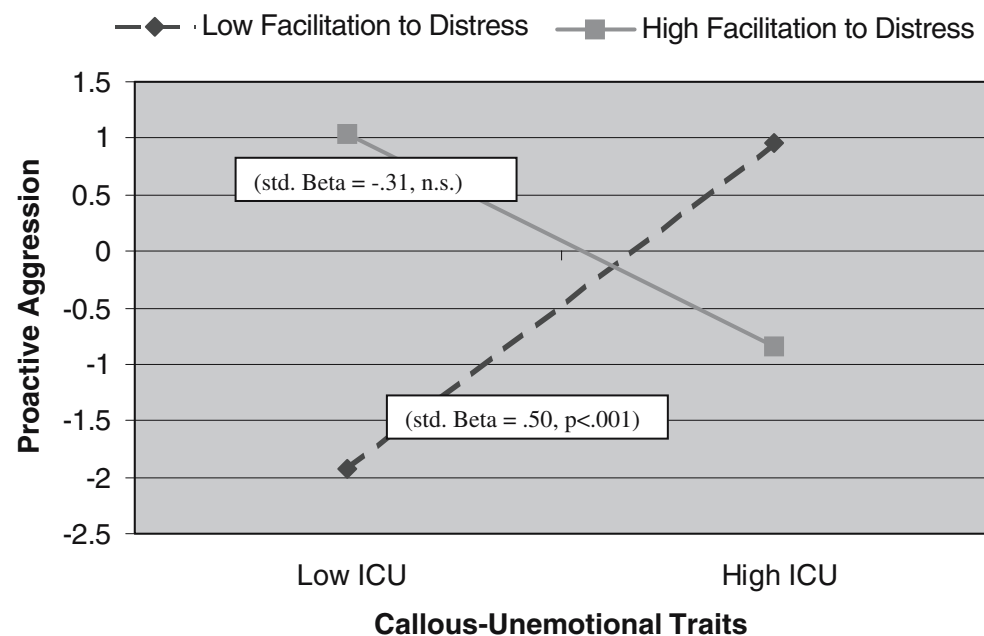 Low Facilitation to Distress
High Facilitation to Distress
1.5
1
0.5
0
-0.5
-1
-1.5
-2
-2.5
Proactive Aggression
(std. Beta = -.31, n.s.)
(std. Beta = .50, p<.001)
Low ICU
High ICU
Callous-Unemotional Traits